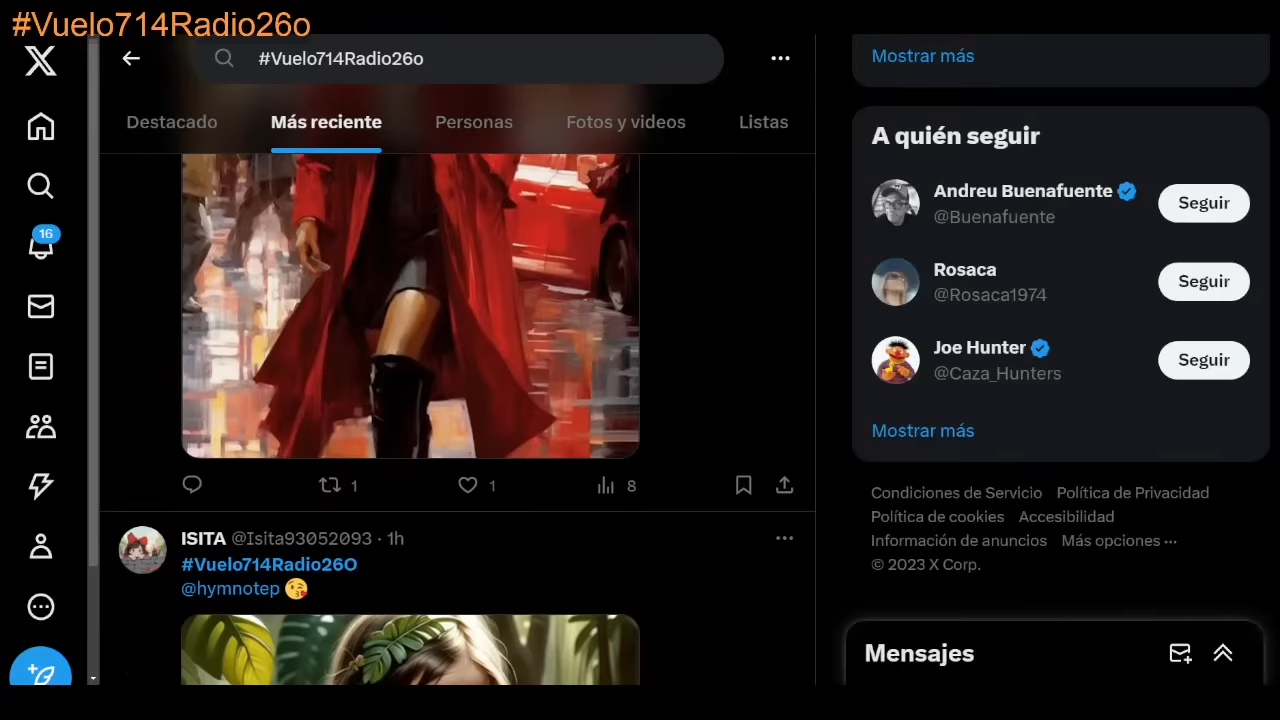 #Vuelo714Radio26o
#Vuelo714Radio26o
Destacado
Más reciente
Personas
Fotos y videos
Listas
16
1
1
8
ISITA @Isita93052093 · 1h
#Vuelo714Radio26O
@hymnotep 😘
Mostrar más
A quién seguir
Andreu Buenafuente
@Buenafuente
Seguir
Rosaca
@Rosaca1974
Seguir
Joe Hunter
@Caza_Hunters
Seguir
Mostrar más
Condiciones de Servicio Política de Privacidad
Política de cookies Accesibilidad
Información de anuncios Más opciones ···
© 2023 X Corp.
Mensajes